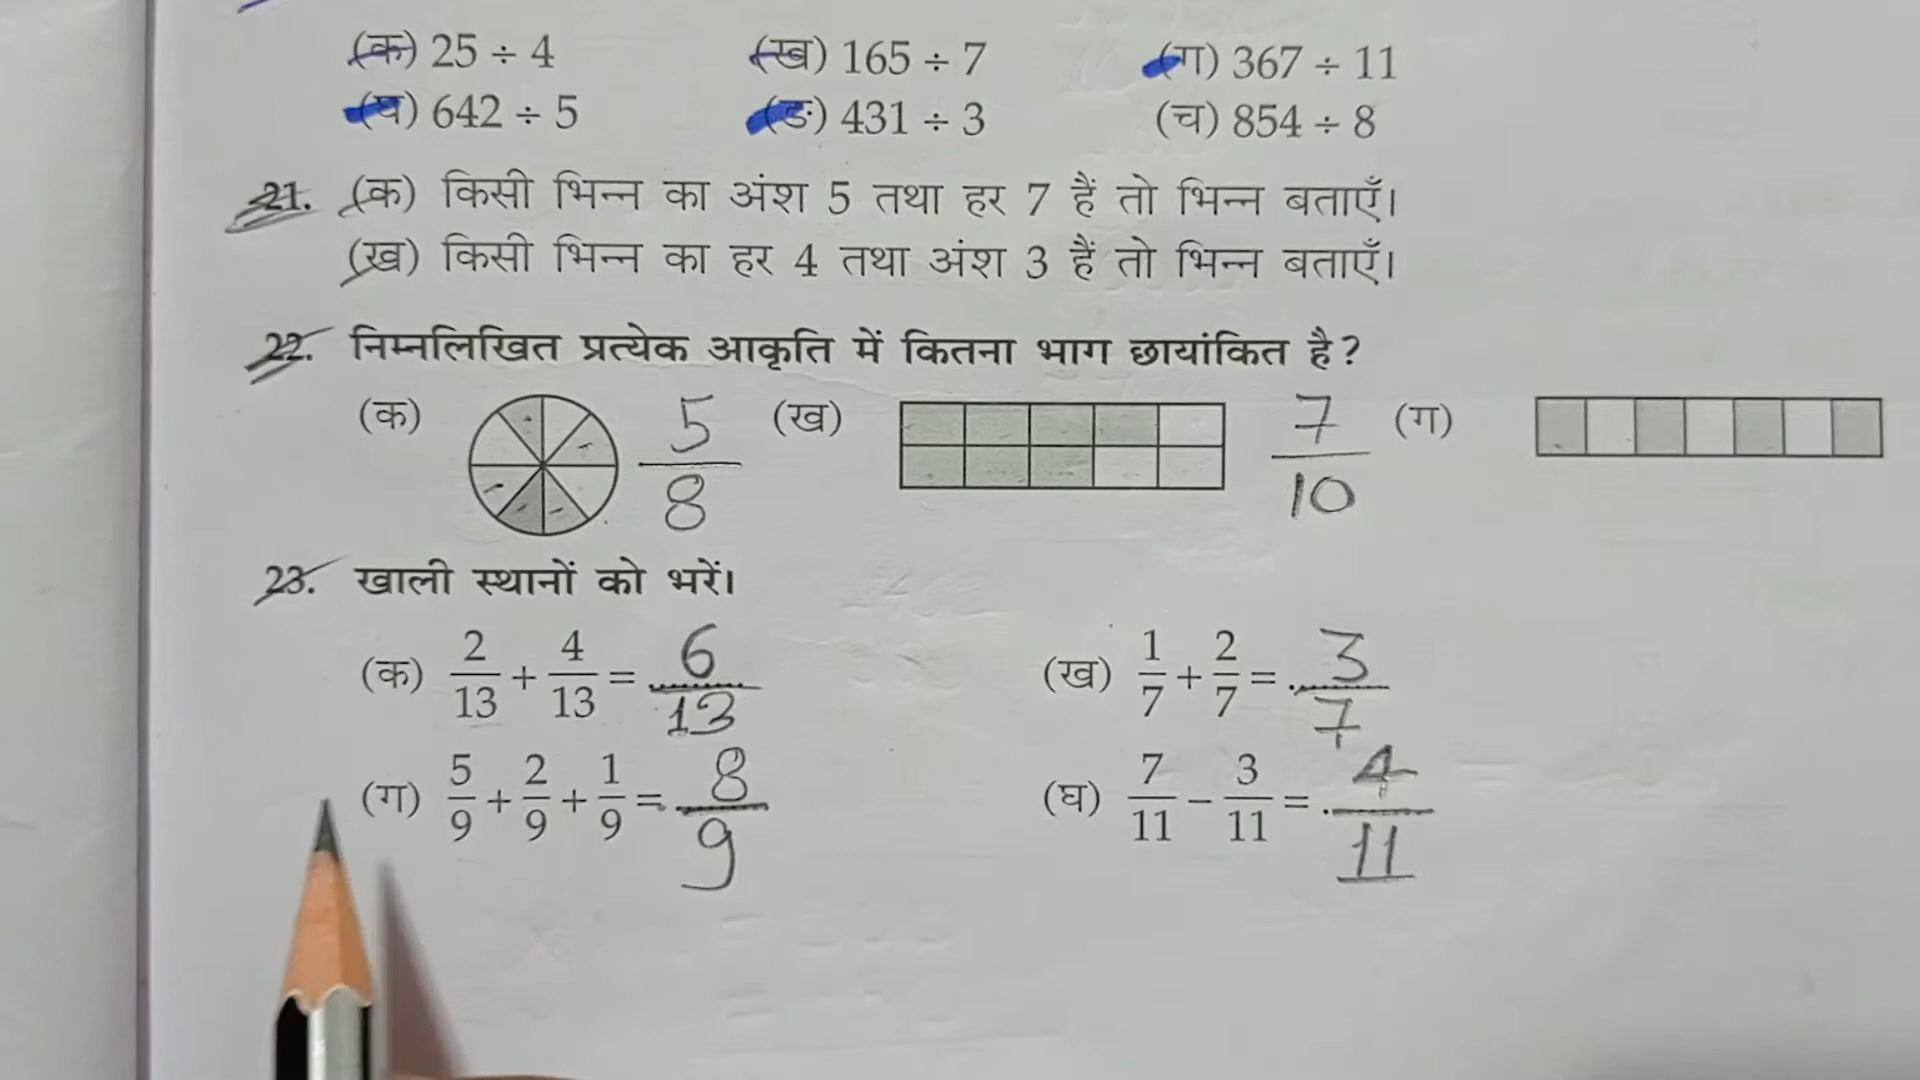 (क) 25 ÷ 4 (ख) 165 ÷ 7 (ग) 367 ÷ 11
(घ) 642 ÷ 5 (ङ) 431 ÷ 3 (च) 854 ÷ 8
21. (क) किसी भिन्न का अंश 5 तथा हर 7 हैं तो भिन्न बताएँ।
(ख) किसी भिन्न का हर 4 तथा अंश 3 हैं तो भिन्न बताएँ।
22. निम्नलिखित प्रत्येक आकृति में कितना भाग छायांकित है?
(क) 5/8 (ख) 7/10 (ग)
23. खाली स्थानों को भरें।
(क) 2/13 + 4/13 = 6/13 (ख) 1/7 + 2/7 = 3/7
(ग) 5/9 + 2/9 + 1/9 = 8/9 (घ) 7/11 − 3/11 = 4/11